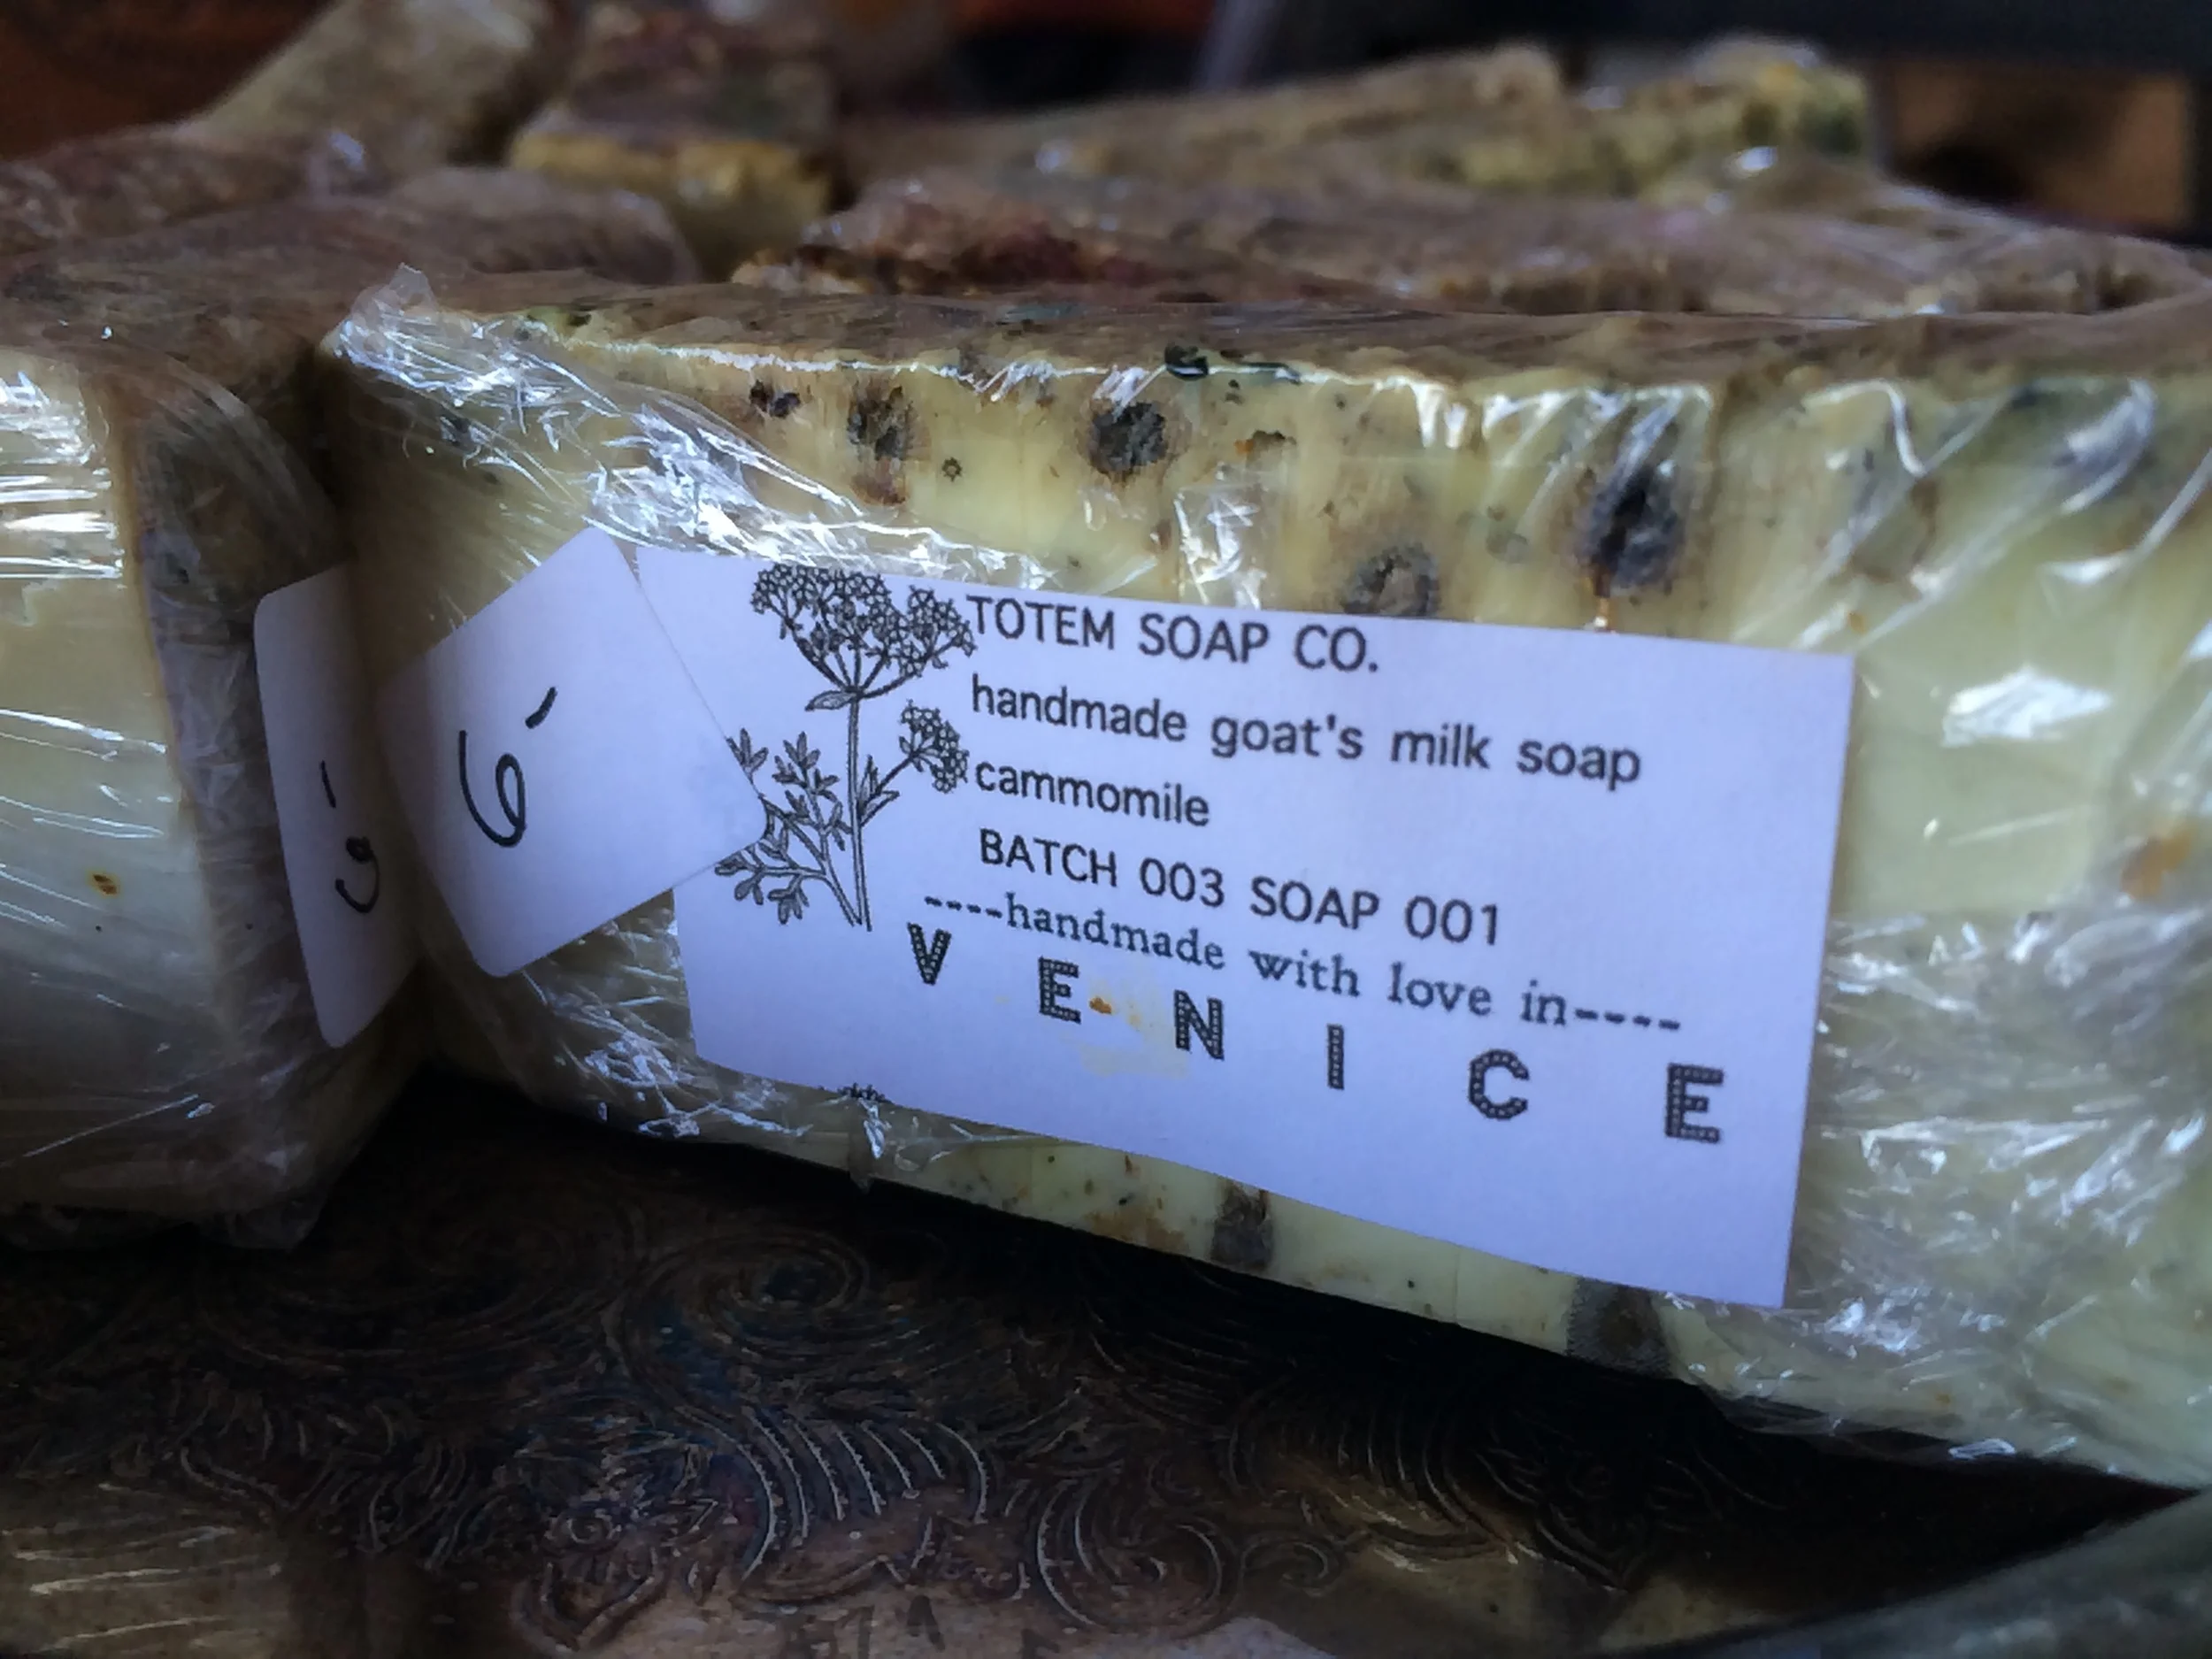 TOTEM SOAP CO.
handmade goat's milk soap
cammomile
BATCH 003 SOAP 001
----handmade with love in----
VENICE
6-
6-